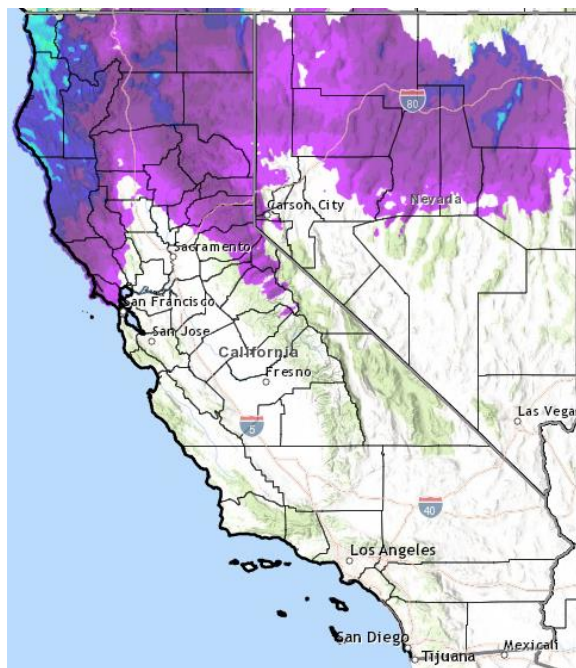 80
Nevada
Carson City
Sacramento
San Francisco
San Jose
California
Fresno
5
Las Vegas
40
Los Angeles
San Diego
Tijuana
Mexicali